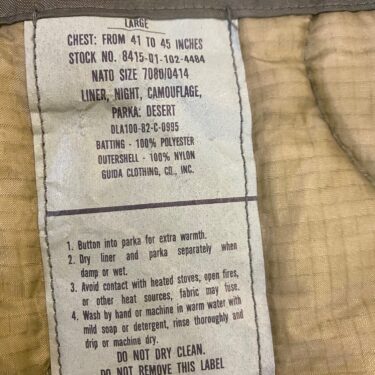 LARGE
CHEST: FROM 41 TO 45 INCHES
STOCK NO. 8415-01-102-4484
NATO SIZE 7080/0414
LINER, NIGHT, CAMOUFLAGE,
PARKA: DESERT
DLA100-82-C-0995
BATTING - 100% POLYESTER
OUTERSHELL - 100% NYLON
GUIDA CLOTHING, CO., INC.
1. Button into parka for extra warmth.
2. Dry liner and parka separately when
damp or wet.
3. Avoid contact with heated stoves, open fires,
or other heat sources, fabric may fuse.
4. Wash by hand or machine in warm water with
mild soap or detergent, rinse thoroughly and
drip or machine dry.
DO NOT DRY CLEAN.
DO NOT REMOVE THIS LABEL